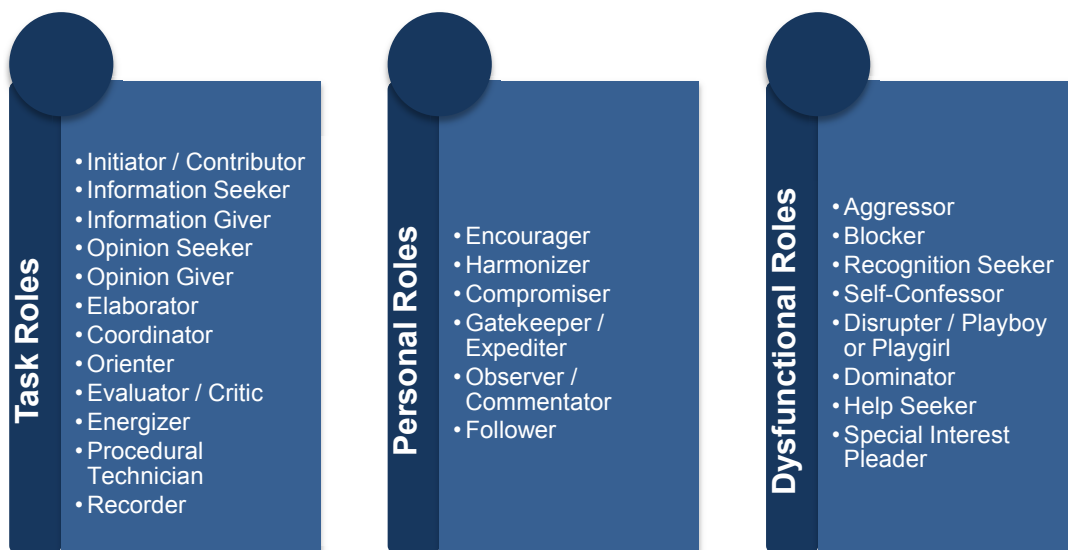 Task Roles
• Initiator / Contributor
• Information Seeker
• Information Giver
• Opinion Seeker
• Opinion Giver
• Elaborator
• Coordinator
• Orienter
• Evaluator / Critic
• Energizer
• Procedural
Technician
• Recorder
Personal Roles
• Encourager
• Harmonizer
• Compromiser
• Gatekeeper /
Expediter
• Observer /
Commentator
• Follower
Dysfunctional Roles
• Aggressor
• Blocker
• Recognition Seeker
• Self-Confessor
• Disrupter / Playboy
or Playgirl
• Dominator
• Help Seeker
• Special Interest
Pleader